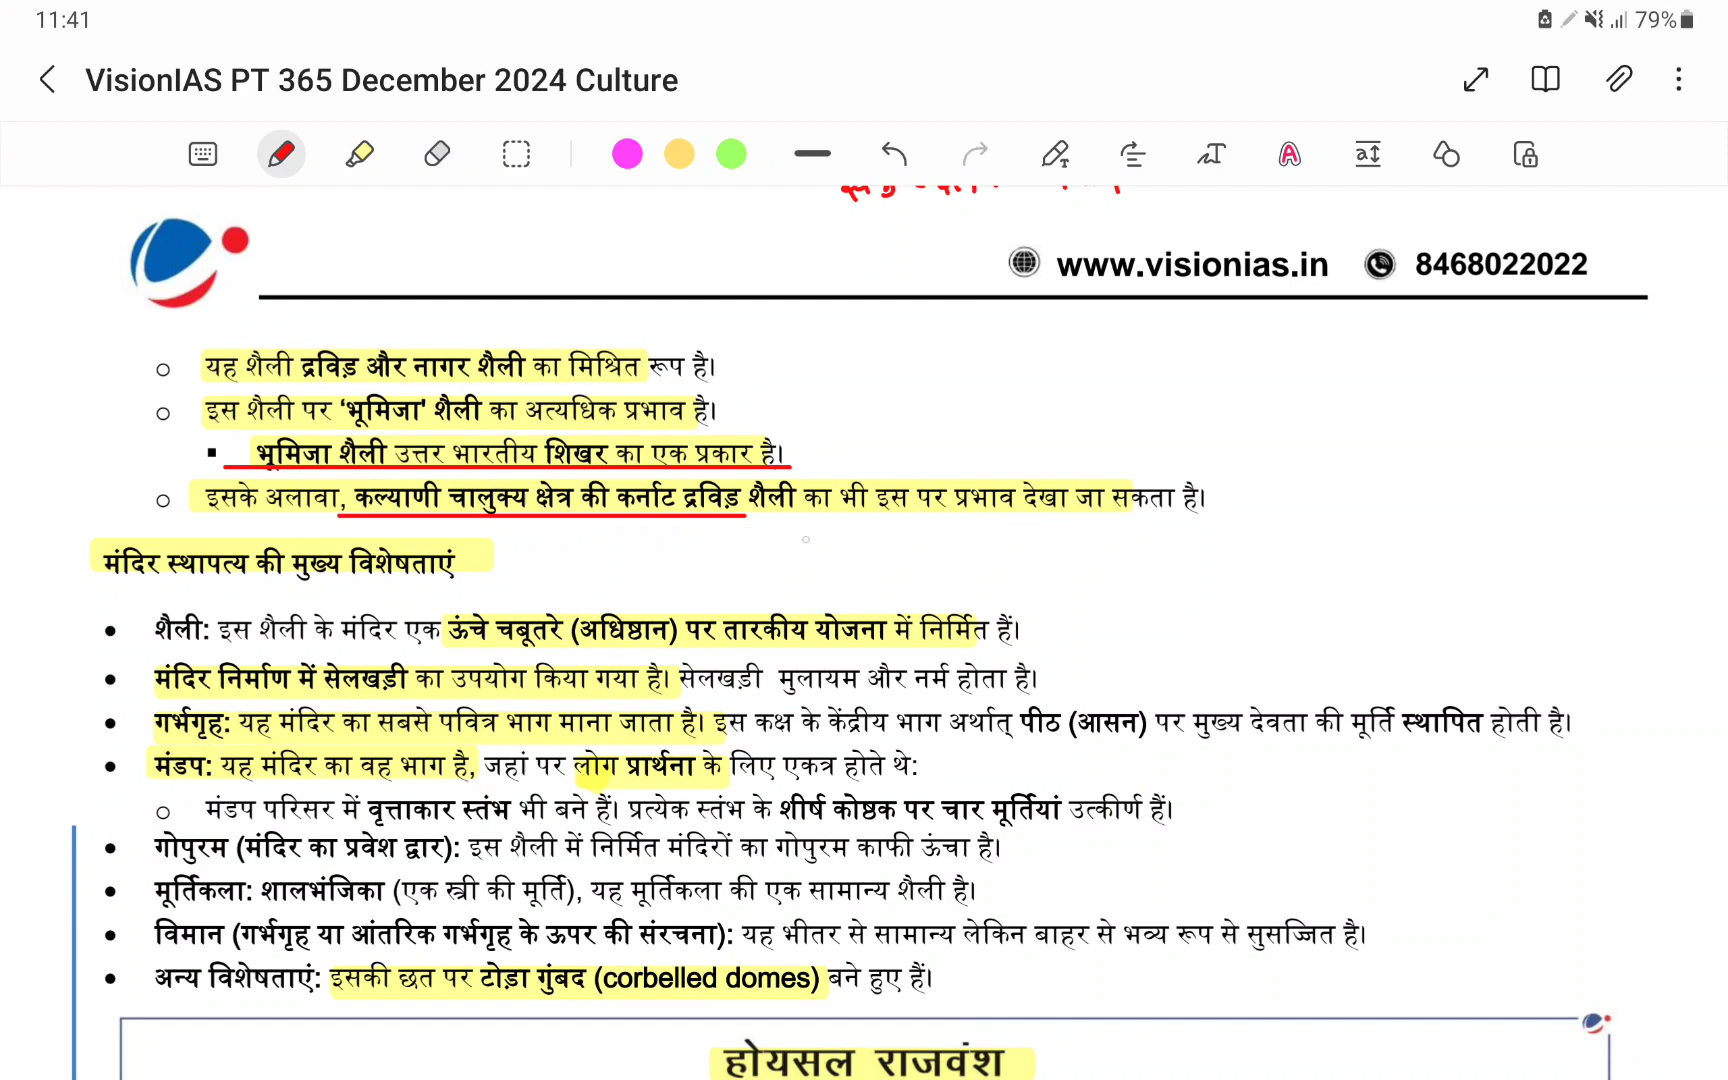 11:41
79%
VisionIAS PT 365 December 2024 Culture
www.visionias.in 8468022022
यह शैली द्रविड़ और नागर शैली का मिश्रित रूप है।
इस शैली पर ‘भूमिजा' शैली का अत्यधिक प्रभाव है।
भूमिजा शैली उत्तर भारतीय शिखर का एक प्रकार है।
इसके अलावा, कल्याणी चालुक्य क्षेत्र की कर्नाट द्रविड़ शैली का भी इस पर प्रभाव देखा जा सकता है।
मंदिर स्थापत्य की मुख्य विशेषताएं
शैली: इस शैली के मंदिर एक ऊंचे चबूतरे (अधिष्ठान) पर तारकीय योजना में निर्मित हैं।
मंदिर निर्माण में सेलखड़ी का उपयोग किया गया है। सेलखड़ी मुलायम और नर्म होता है।
गर्भगृह: यह मंदिर का सबसे पवित्र भाग माना जाता है। इस कक्ष के केंद्रीय भाग अर्थात् पीठ (आसन) पर मुख्य देवता की मूर्ति स्थापित होती है।
मंडप: यह मंदिर का वह भाग है, जहां पर लोग प्रार्थना के लिए एकत्र होते थे:
मंडप परिसर में वृत्ताकार स्तंभ भी बने हैं। प्रत्येक स्तंभ के शीर्ष कोष्ठक पर चार मूर्तियां उत्कीर्ण हैं।
गोपुरम (मंदिर का प्रवेश द्वार): इस शैली में निर्मित मंदिरों का गोपुरम काफी ऊंचा है।
मूर्तिकला: शालभंजिका (एक स्त्री की मूर्ति), यह मूर्तिकला की एक सामान्य शैली है।
विमान (गर्भगृह या आंतरिक गर्भगृह के ऊपर की संरचना): यह भीतर से सामान्य लेकिन बाहर से भव्य रूप से सुसज्जित है।
अन्य विशेषताएं: इसकी छत पर टोडा गुंबद (corbelled domes) बने हुए हैं।
होयसल राजवंश